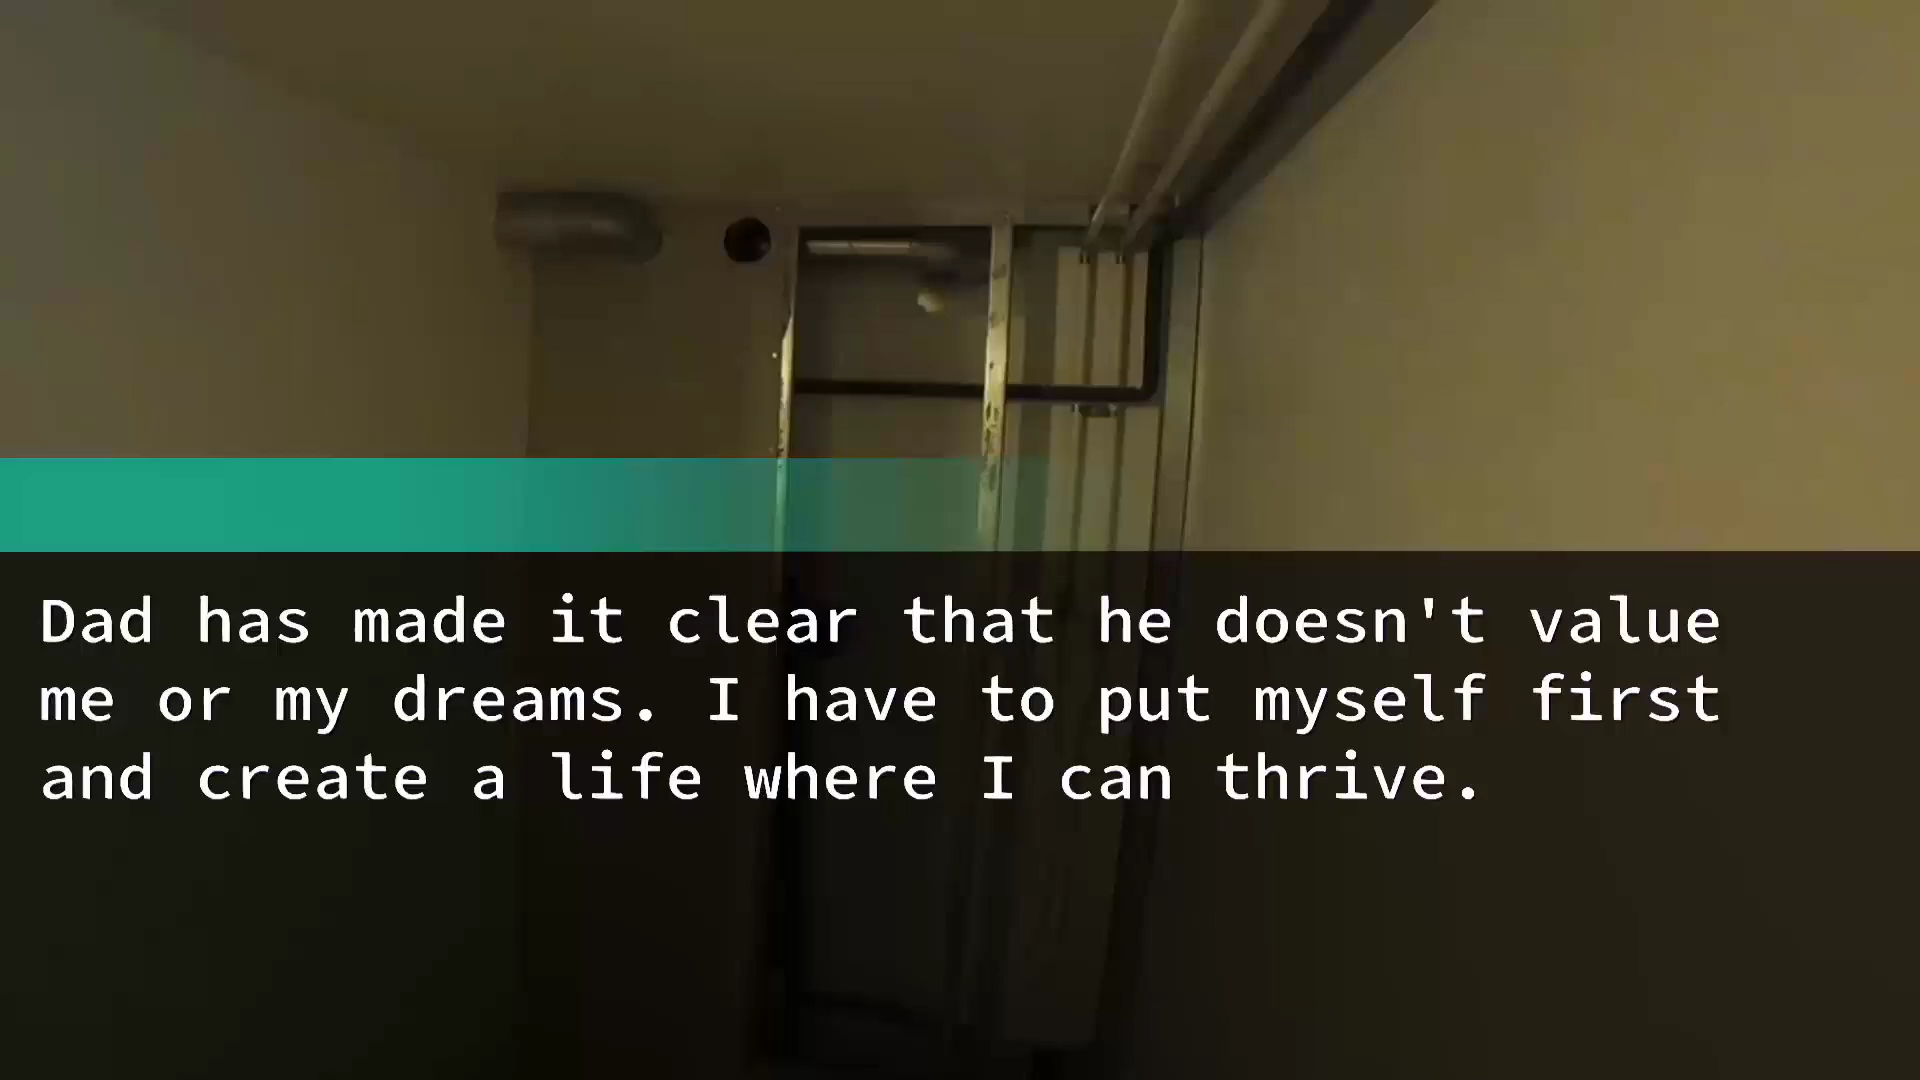 Dad has made it clear that he doesn't value
me or my dreams. I have to put myself first
and create a life where I can thrive.